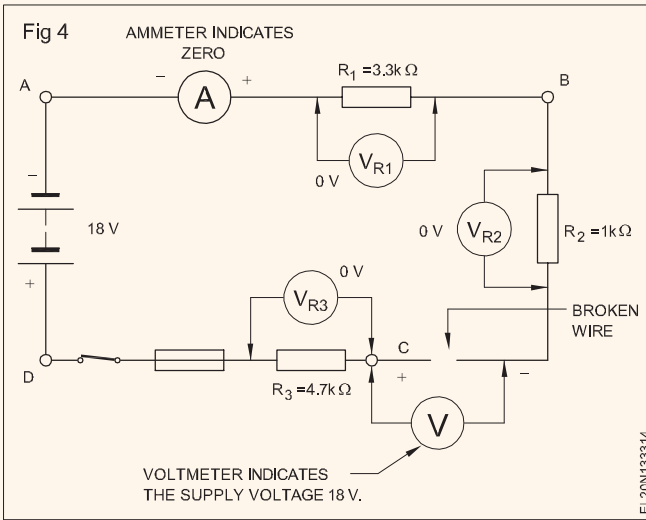 Fig 4
AMMETER INDICATES
ZERO
A
−
A
+
R1 =3.3k Ω
B
VR1
0 V
−
18 V
+
0 V
VR2
R2 =1k Ω
0 V
VR3
BROKEN
WIRE
D
R3 =4.7k Ω
C
+
−
V
VOLTMETER INDICATES
THE SUPPLY VOLTAGE 18 V.
EL20N133314